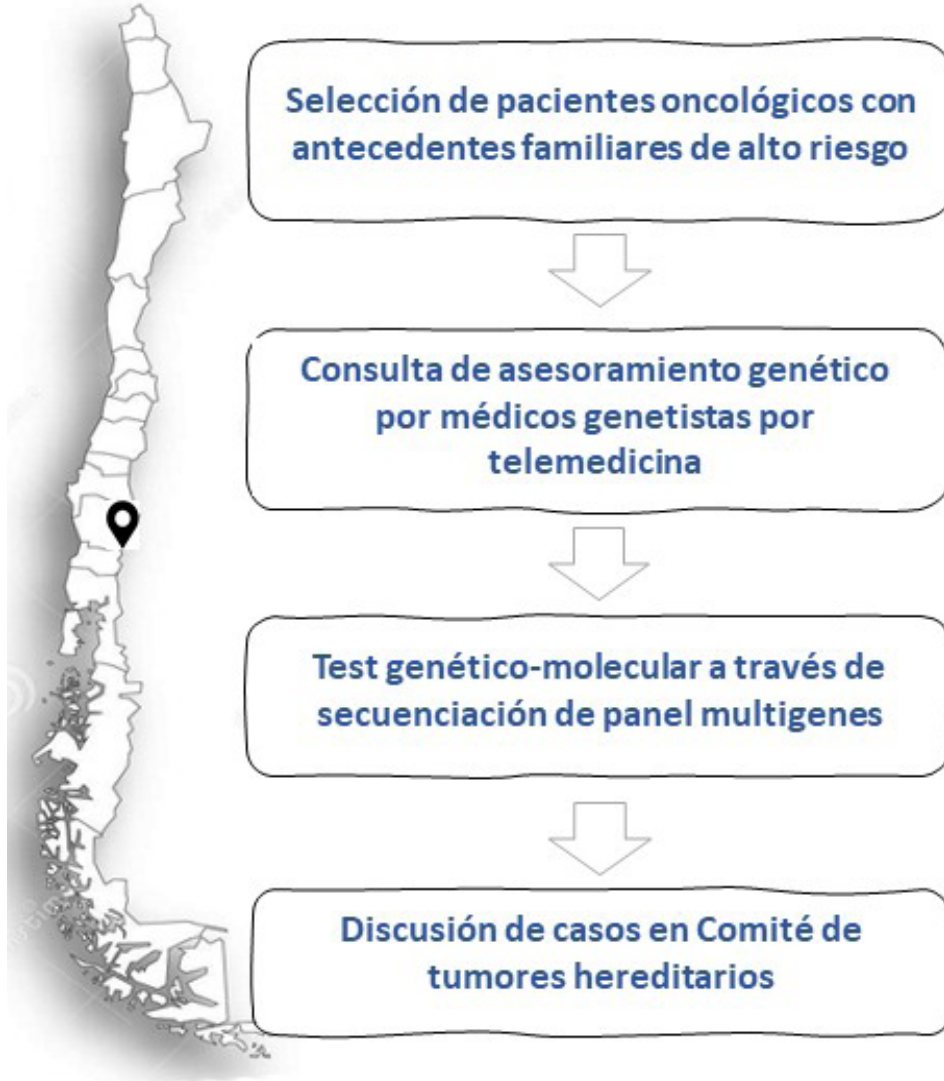 Selección de pacientes oncológicos con
antecedentes familiares de alto riesgo
Consulta de asesoramiento genético
por médicos genetistas por
telemedicina
Test genético-molecular a través de
secuenciación de panel multigenes
Discusión de casos en Comité de
tumores hereditarios